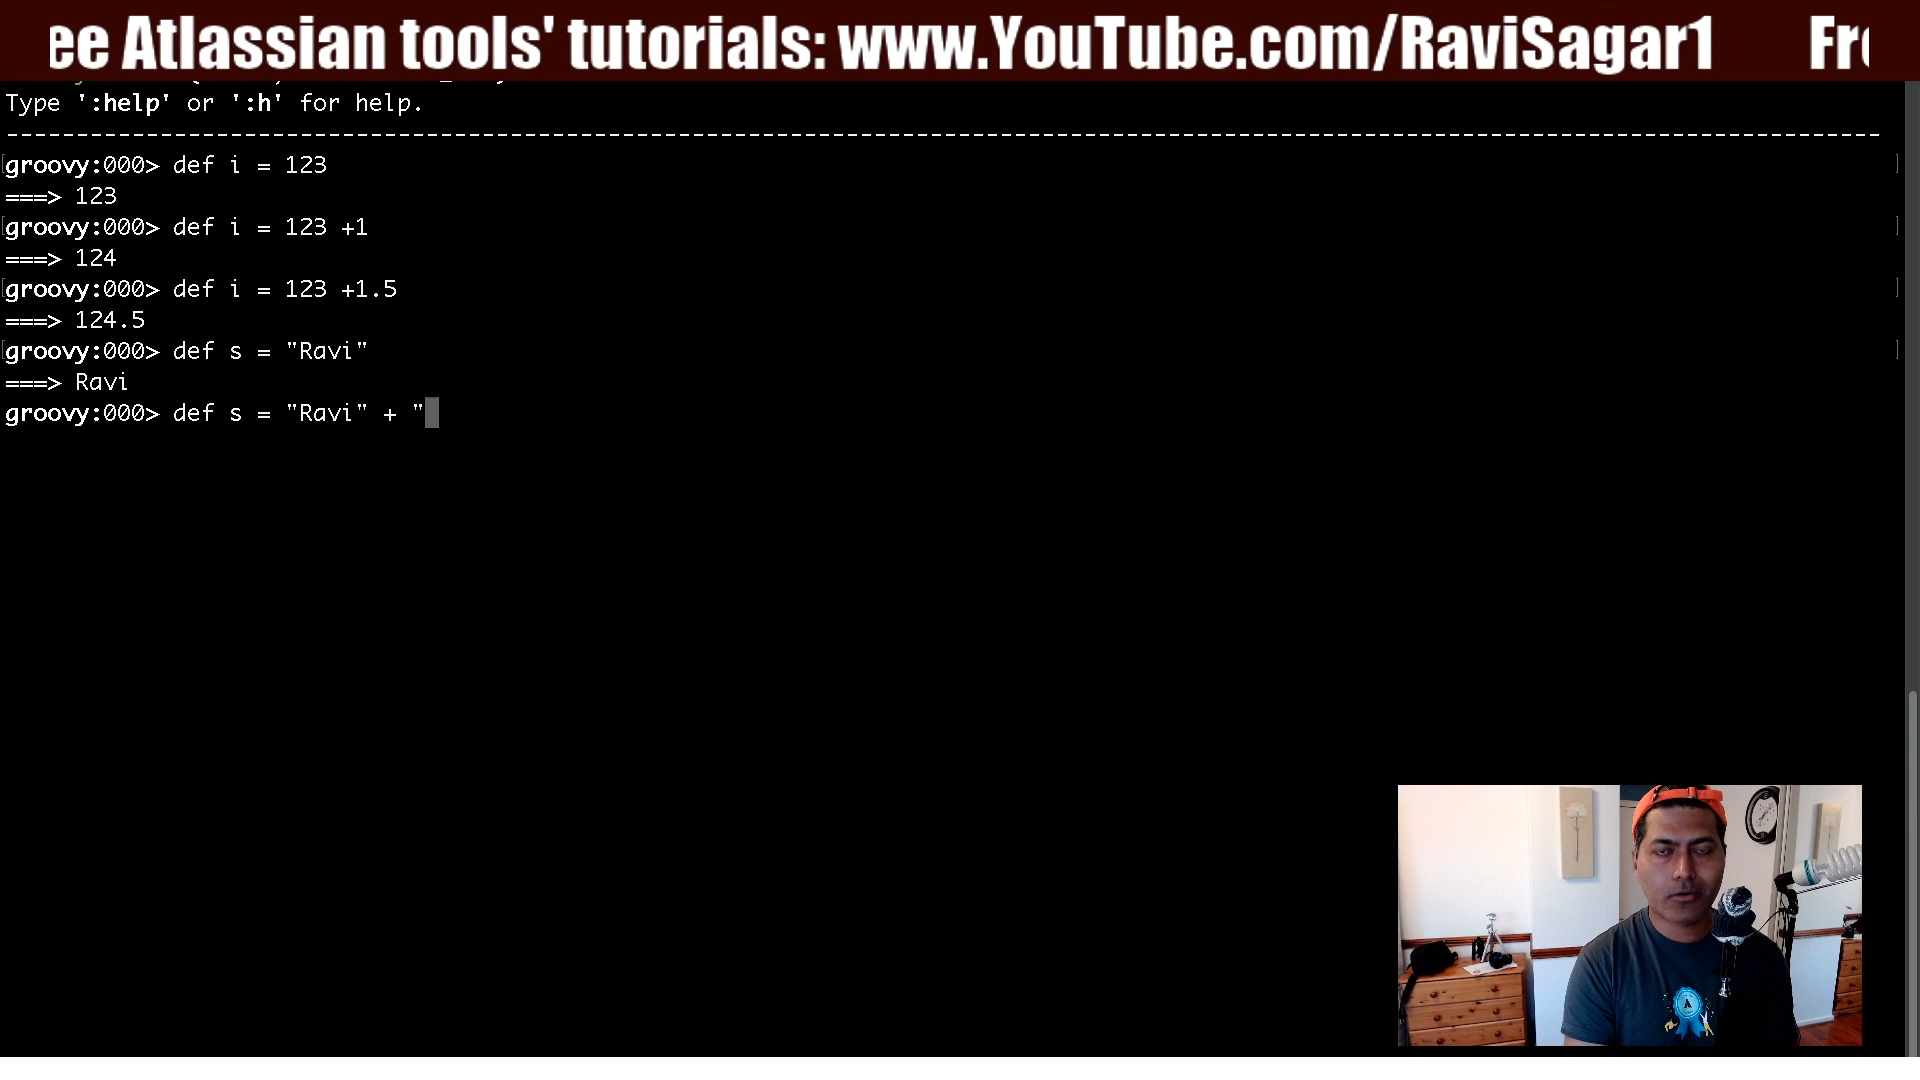 ee Atlassian tools' tutorials: www.YouTube.com/RaviSagar1 Fr
Type ':help' or ':h' for help.
--------------------------------------------------------------------------------------------------------------------------------------
groovy:000> def i = 123
===> 123
groovy:000> def i = 123 +1
===> 124
groovy:000> def i = 123 +1.5
===> 124.5
groovy:000> def s = "Ravi"
===> Ravi
groovy:000> def s = "Ravi" + "